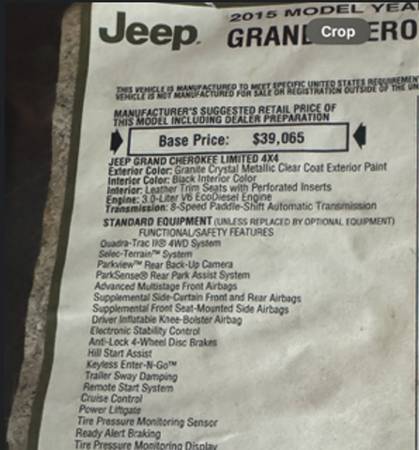 Jeep.
2015 MODEL YEA
GRAN
Crop
ERO
THIS VEHICLE IS MANUFACTURED TO MEET SPECIFIC UNITED STATES REQUIREMEN
VEHICLE IS NOT MANUFACTURED FOR SALE OR REGISTRATION OUTSIDE OF THE UN
MANUFACTURER'S SUGGESTED RETAIL PRICE OF
THIS MODEL INCLUDING DEALER PREPARATION
Base Price: $39,065
JEEP GRAND CHEROKEE LIMITED 4X4
Exterior Color: Granite Crystal Metallic Clear Coat Exterior Paint
Interior Color: Black Interior Color
Interior: Leather Trim Seats with Perforated Inserts
Engine: 3.0-Liter V6 EcoDiesel Engine
Transmission: 8-Speed Paddle-Shift Automatic Transmission
STANDARD EQUIPMENT (UNLESS REPLACED BY OPTIONAL EQUIPMENT)
FUNCTIONAL/SAFETY FEATURES
Quadra-Trac II® 4WD System
Selec-Terrain™ System
Parkview™ Rear Back-Up Camera
ParkSense® Rear Park Assist System
Advanced Multistage Front Airbags
Supplemental Side-Curtain Front and Rear Airbags
Supplemental Front Seat-Mounted Side Airbags
Driver Inflatable Knee-Bolster Airbag
Electronic Stability Control
Anti-Lock 4-Wheel Disc Brakes
Hill Start Assist
Keyless Enter-N-Go™
Trailer Sway Damping
Remote Start System
Cruise Control
Power Liftgate
Tire Pressure Monitoring Sensor
Ready Alert Braking
Tire Pressure Monitoring Display